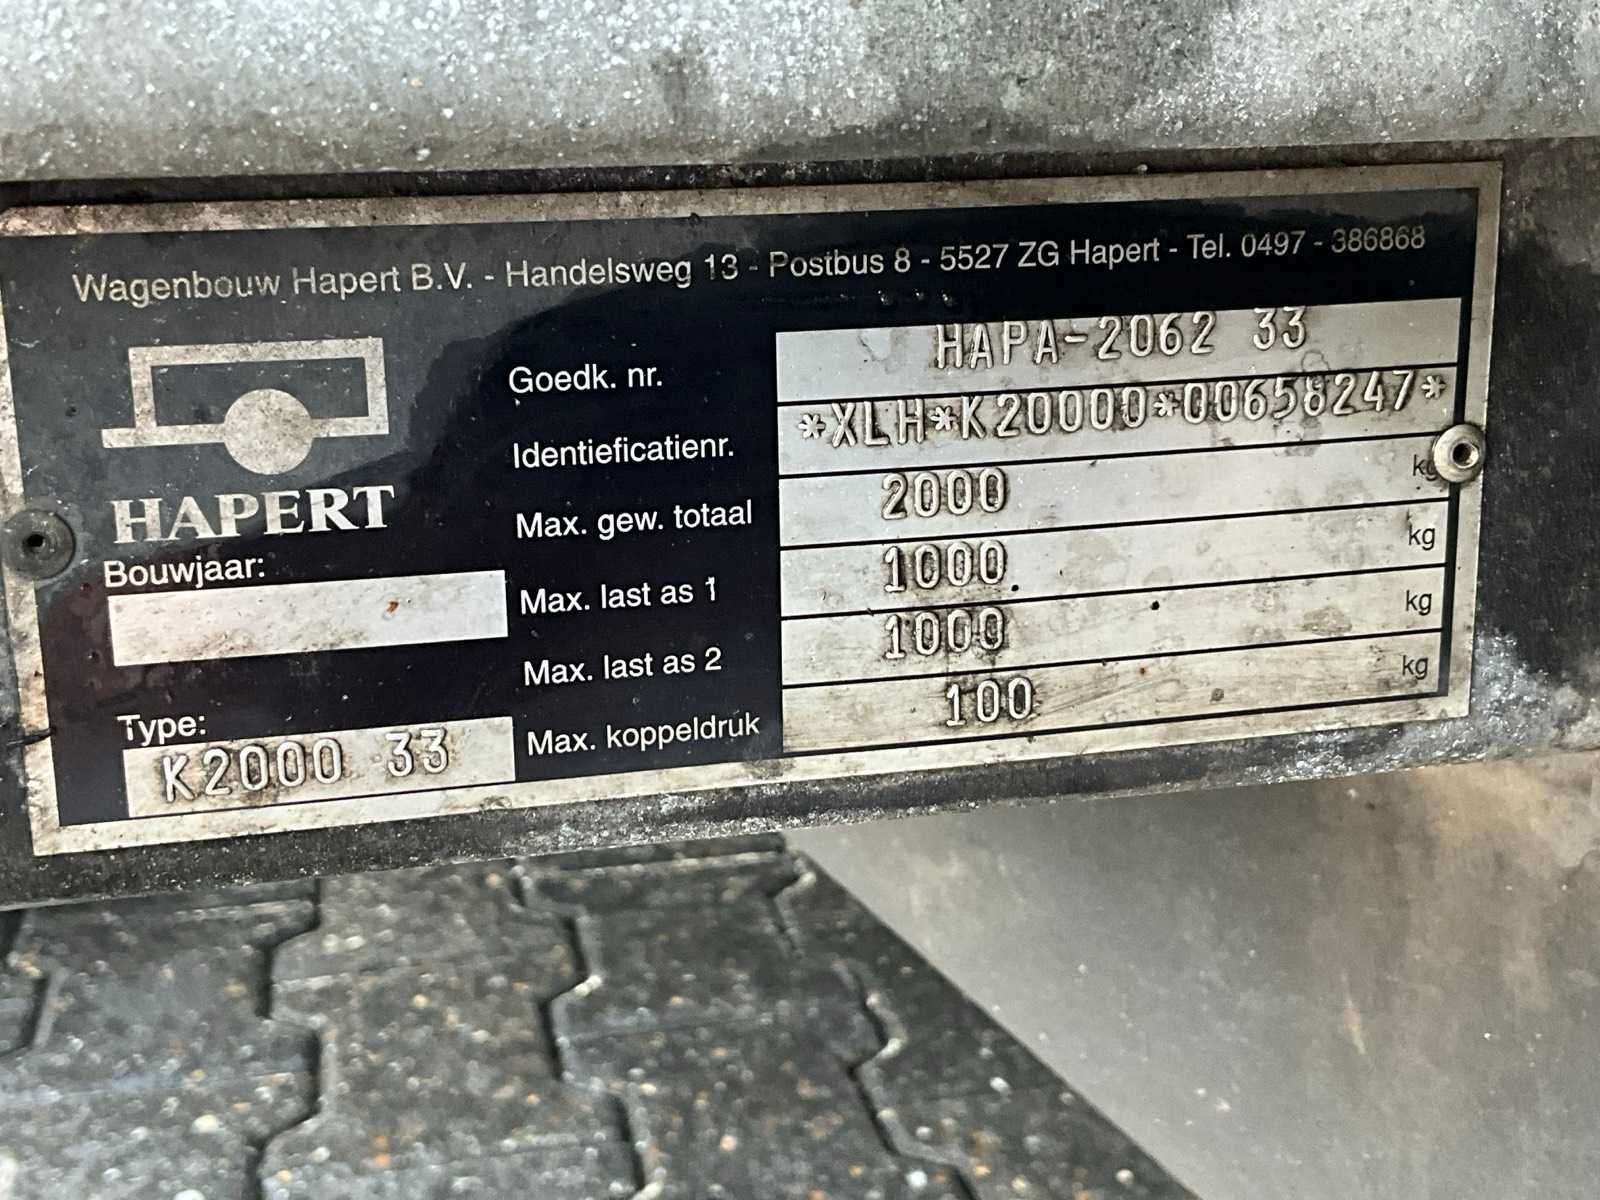 Wagenbouw Hapert B.V. - Handelsweg 13 - Postbus 8 - 5527 ZG Hapert - Tel. 0497 - 386868
HAPERT
Bouwjaar:
Type:
K2000 33
Goedk. nr. HAPA-2062 33
Identieficatienr. *XLH*K20000*00658247*
Max. gew. totaal 2000 kg
Max. last as 1 1000 kg
Max. last as 2 1000 kg
Max. koppeldruk 100 kg